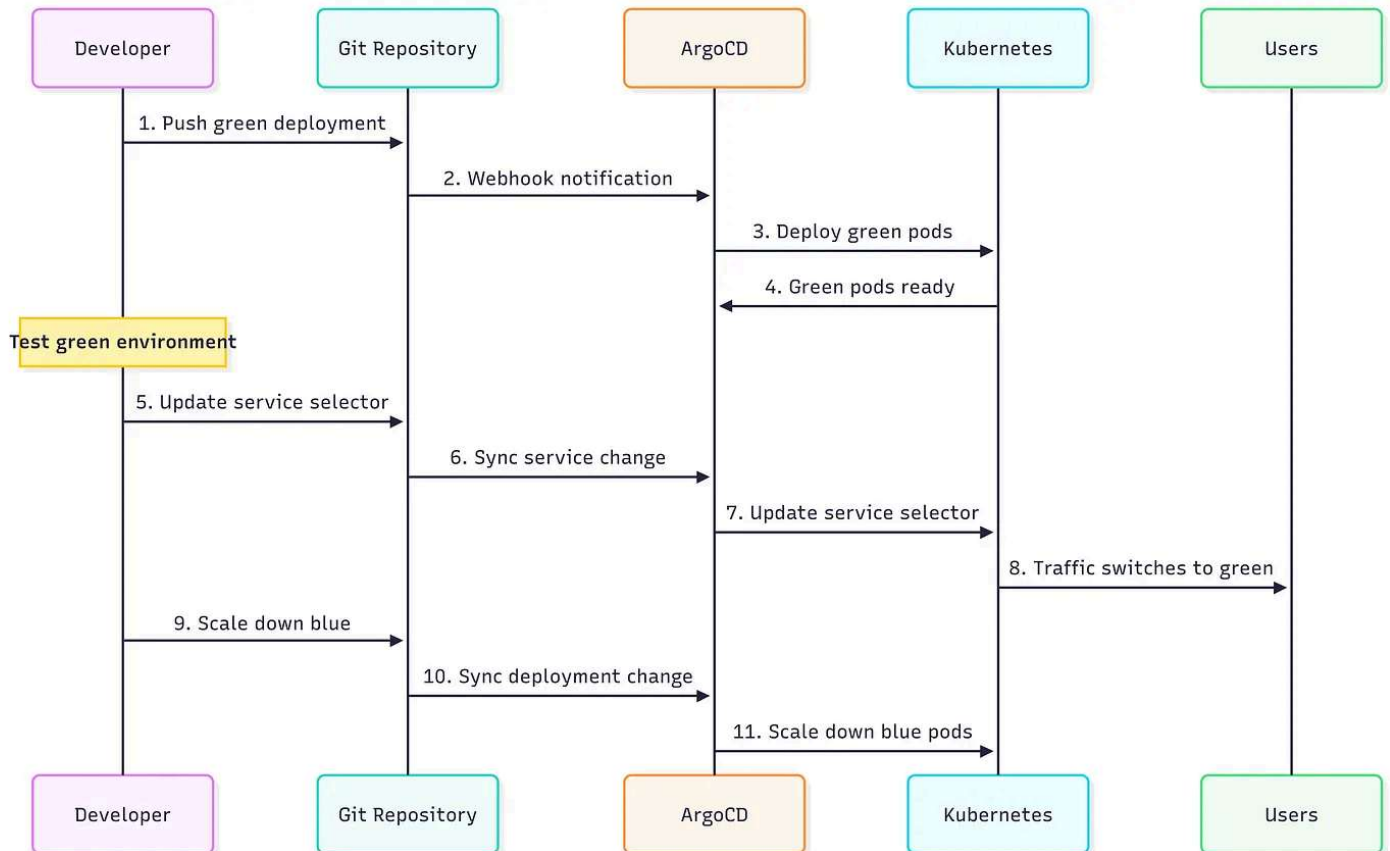 Developer
Git Repository
ArgoCD
Kubernetes
Users
1. Push green deployment
2. Webhook notification
3. Deploy green pods
4. Green pods ready
Test green environment
5. Update service selector
6. Sync service change
7. Update service selector
8. Traffic switches to green
9. Scale down blue
10. Sync deployment change
11. Scale down blue pods
Developer
Git Repository
ArgoCD
Kubernetes
Users